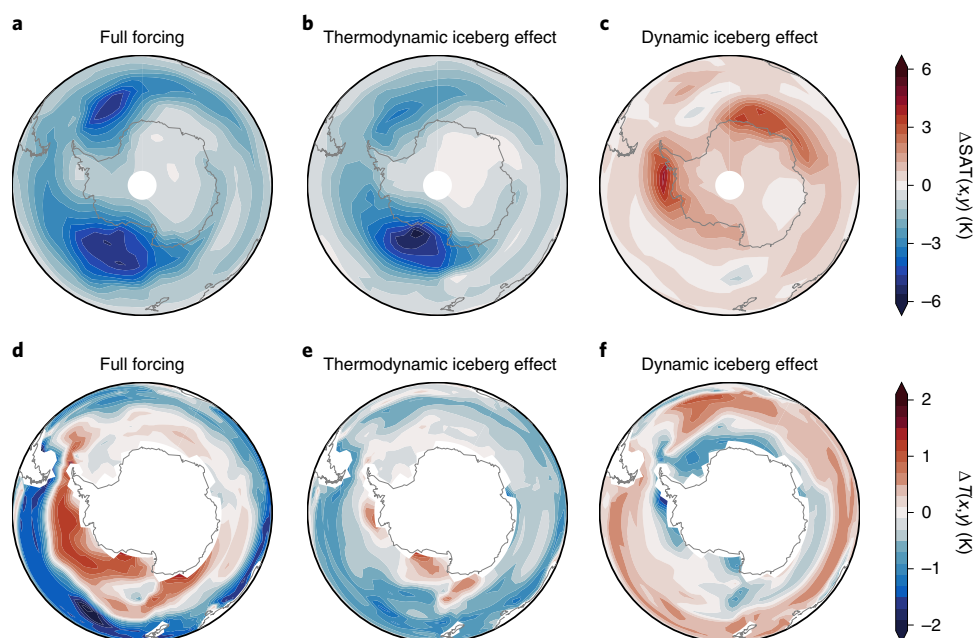 a
Full forcing
b
Thermodynamic iceberg effect
c
Dynamic iceberg effect
6
3
0
–3
–6
ΔSAT(x,y) (K)
d
Full forcing
e
Thermodynamic iceberg effect
f
Dynamic iceberg effect
2
1
0
–1
–2
ΔT(x,y) (K)